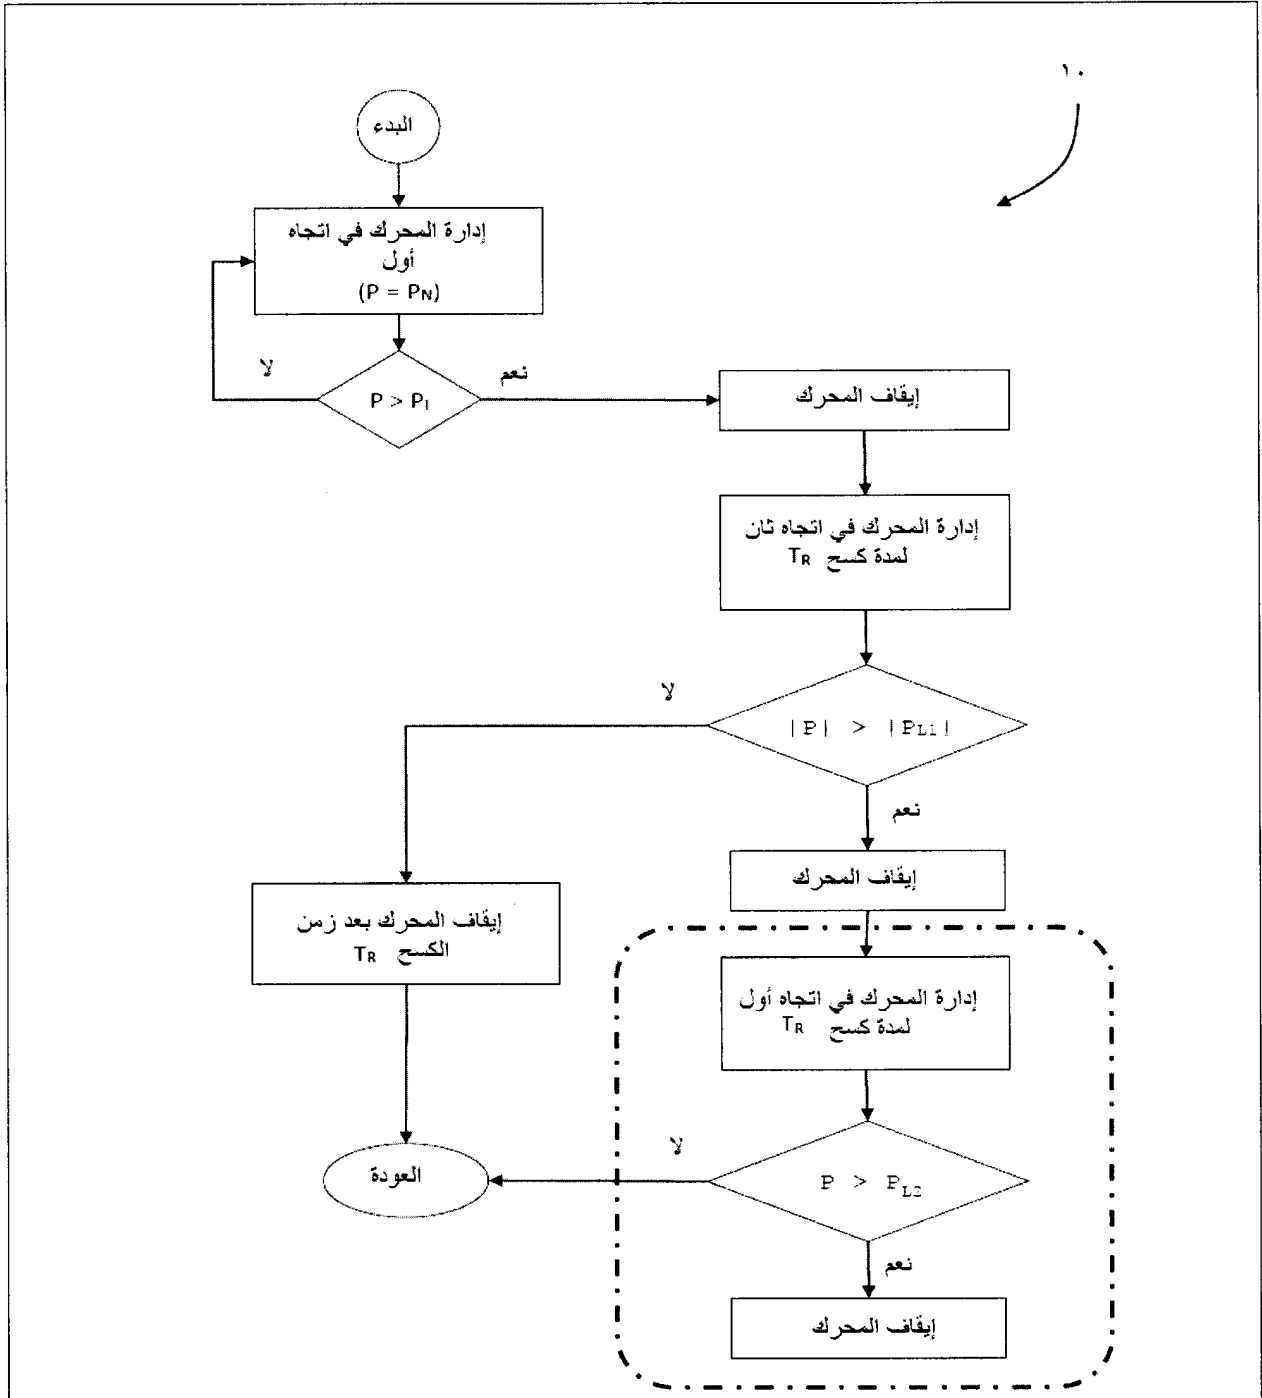 ١٠
البدء
إدارة المحرك في اتجاه
أول
(P = PN)
لا
نعم
P > P1
إيقاف المحرك
إدارة المحرك في اتجاه ثان
لمدة كسح TR
لا
|P| > |PL1|
نعم
إيقاف المحرك
إيقاف المحرك بعد زمن
الكسح TR
إدارة المحرك في اتجاه أول
لمدة كسح TR
لا
العودة
P > PL2
نعم
إيقاف المحرك